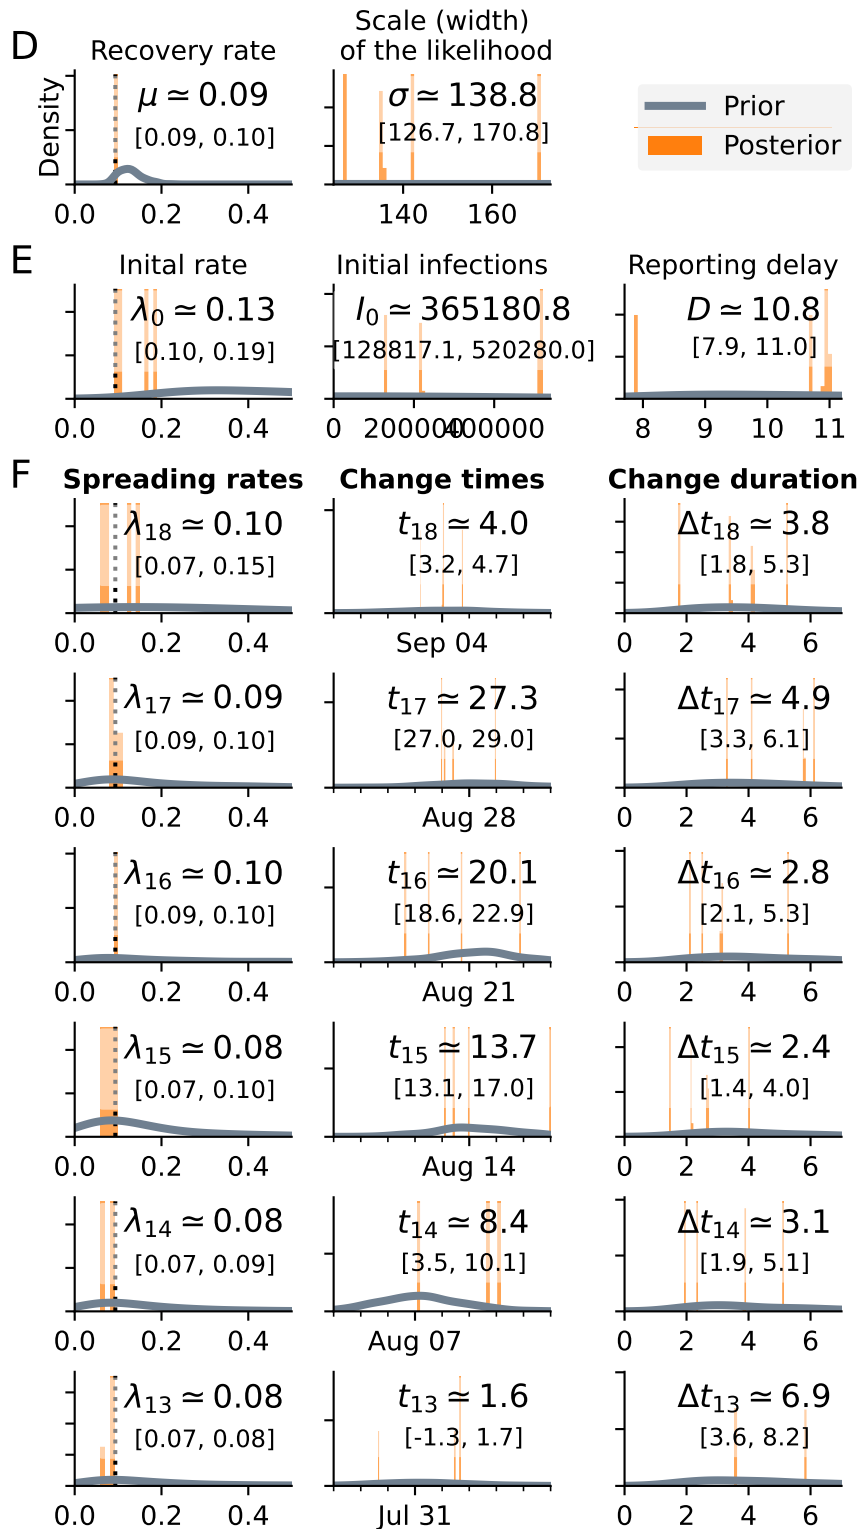 D
Recovery rate
Scale (width)
of the likelihood
Density
μ ≃ 0.09
[0.09, 0.10]
σ ≃ 138.8
[126.7, 170.8]
Prior
Posterior
0.0 0.2 0.4
140 160
E
Inital rate
Initial infections
Reporting delay
λ0 ≃ 0.13
[0.10, 0.19]
I0 ≃ 365180.8
[128817.1, 520280.0]
D ≃ 10.8
[7.9, 11.0]
0.0 0.2 0.4
0 200000 400000
8 9 10 11
F
Spreading rates
Change times
Change duration
λ18 ≃ 0.10
[0.07, 0.15]
t18 ≃ 4.0
[3.2, 4.7]
Δt18 ≃ 3.8
[1.8, 5.3]
0.0 0.2 0.4
Sep 04
0 2 4 6
λ17 ≃ 0.09
[0.09, 0.10]
t17 ≃ 27.3
[27.0, 29.0]
Δt17 ≃ 4.9
[3.3, 6.1]
0.0 0.2 0.4
Aug 28
0 2 4 6
λ16 ≃ 0.10
[0.09, 0.10]
t16 ≃ 20.1
[18.6, 22.9]
Δt16 ≃ 2.8
[2.1, 5.3]
0.0 0.2 0.4
Aug 21
0 2 4 6
λ15 ≃ 0.08
[0.07, 0.10]
t15 ≃ 13.7
[13.1, 17.0]
Δt15 ≃ 2.4
[1.4, 4.0]
0.0 0.2 0.4
Aug 14
0 2 4 6
λ14 ≃ 0.08
[0.07, 0.09]
t14 ≃ 8.4
[3.5, 10.1]
Δt14 ≃ 3.1
[1.9, 5.1]
0.0 0.2 0.4
Aug 07
0 2 4 6
λ13 ≃ 0.08
[0.07, 0.08]
t13 ≃ 1.6
[-1.3, 1.7]
Δt13 ≃ 6.9
[3.6, 8.2]
0.0 0.2 0.4
Jul 31
0 2 4 6